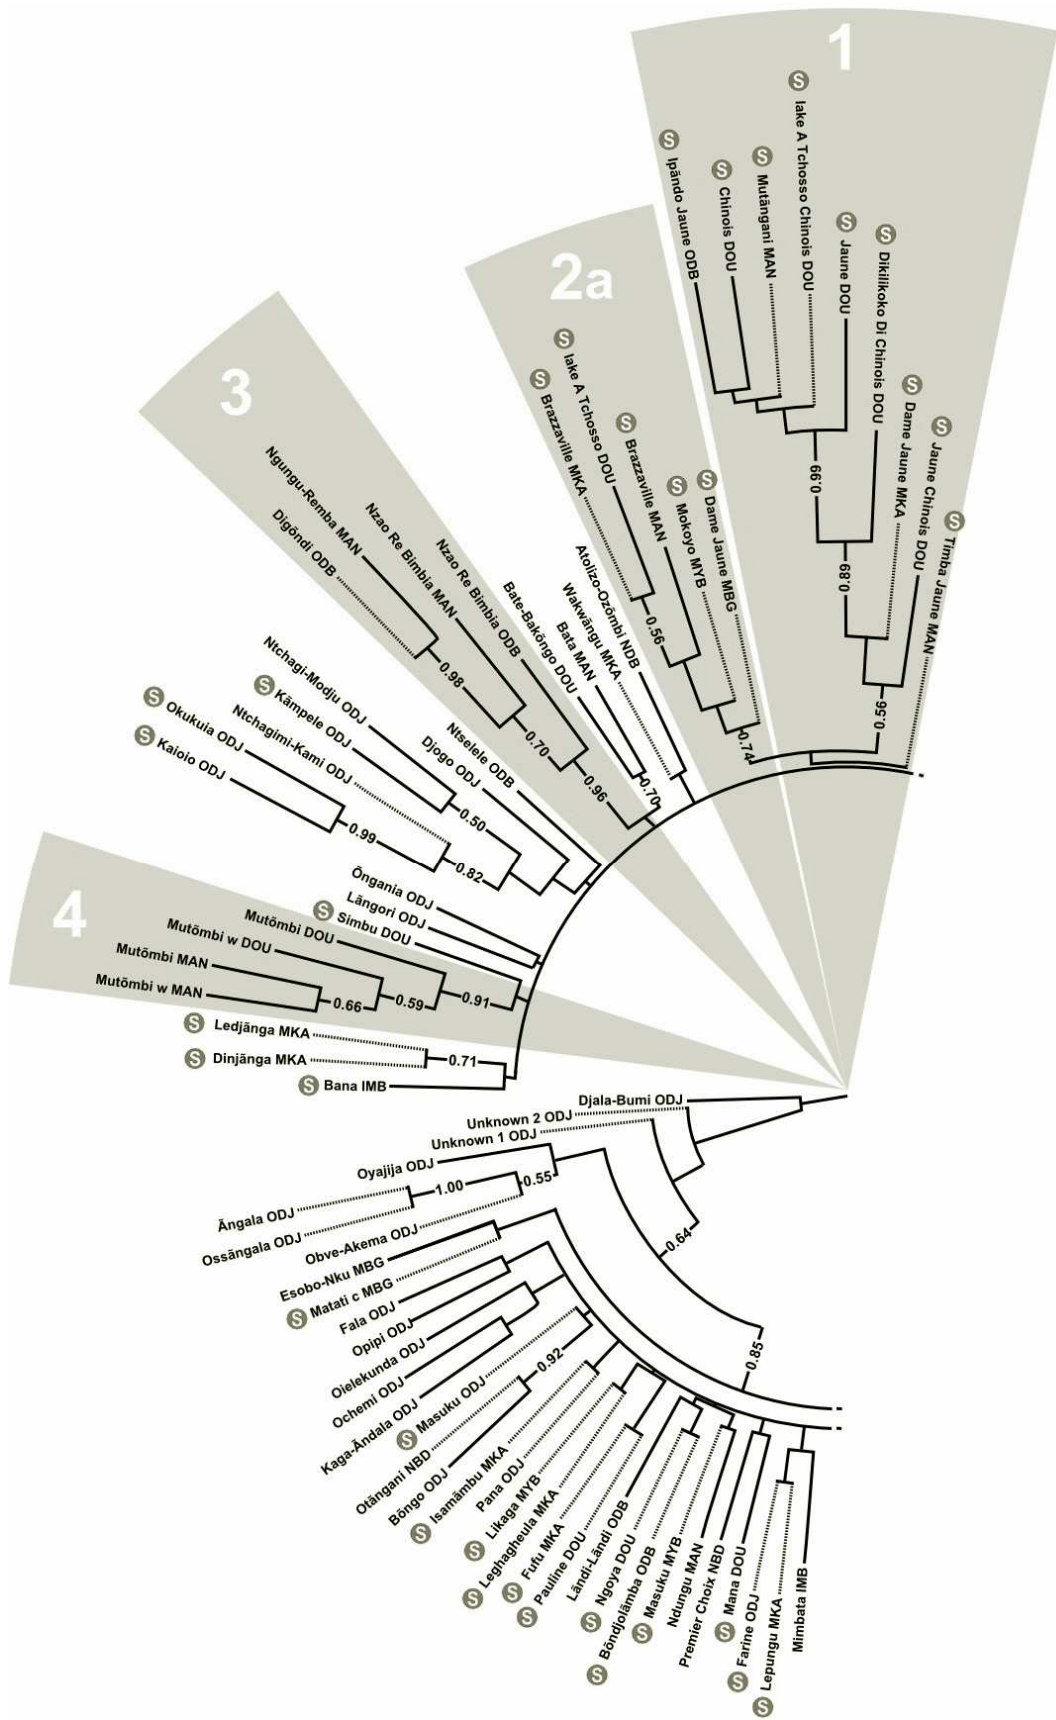 1
S Ipãndo Jaune ODB
S Chinois DOU
S Mutãngani MAN
S Iake A Tchosso Chinois DOU
S Jaune DOU
S Dikilikoko Di Chinois DOU
S Dame Jaune MKA
S Jaune Chinois DOU
S Timba Jaune MAN
0.99
0.89
0.56
2a
S Brazzaville MKA
S Iake A Tchosso DOU
S Brazzaville MAN
S Mokoyo MYB
S Dame Jaune MBG
0.56
0.74
Atolizo-Ozõmbi NDB
Wakwãngu MKA
Bata MAN
Bate-Bakõngo DOU
0.70
3
Nzao Re Bimbia ODB
Nzao Re Bimbia MAN
Ngungu-Remba MAN
Digõndi ODB
0.98
0.70
0.96
Ntselele ODB
Djogo ODJ
Ntchagi-Modju ODJ
S Kãmpele ODJ
Ntchagimi-Kami ODJ
S Okukuia ODJ
S Kaioio ODJ
0.50
0.99
0.82
Õngania ODJ
Lãngori ODJ
S Simbu DOU
4
Mutõmbi DOU
Mutõmbi w DOU
Mutõmbi MAN
Mutõmbi w MAN
0.66
0.59
0.91
S Ledjãnga MKA
S Dinjãnga MKA
S Bana IMB
0.71
Djala-Bumi ODJ
Unknown 2 ODJ
Unknown 1 ODJ
Oyajija ODJ
Ãngala ODJ
Ossãngala ODJ
Obve-Akema ODJ
1.00
0.55
0.64
0.85
Esobo-Nku MBG
S Matati c MBG
Fala ODJ
Opipi ODJ
Oielekunda ODJ
Ochemi ODJ
Kaga-Ãndala ODJ
S Masuku ODJ
Otãngani NBD
Bõngo ODJ
0.92
S Isamãmbu MKA
Pana ODJ
S Likaga MYB
S Leghagheula MKA
S Fufu MKA
S Pauline DOU
Lãndi-Lãndi ODB
S Ngoya DOU
S Bõndjolãmba ODB
S Masuku MYB
Ndungu MAN
Premier Choix NBD
S Mana DOU
S Farine ODJ
S Lepungu MKA
Mimbata IMB